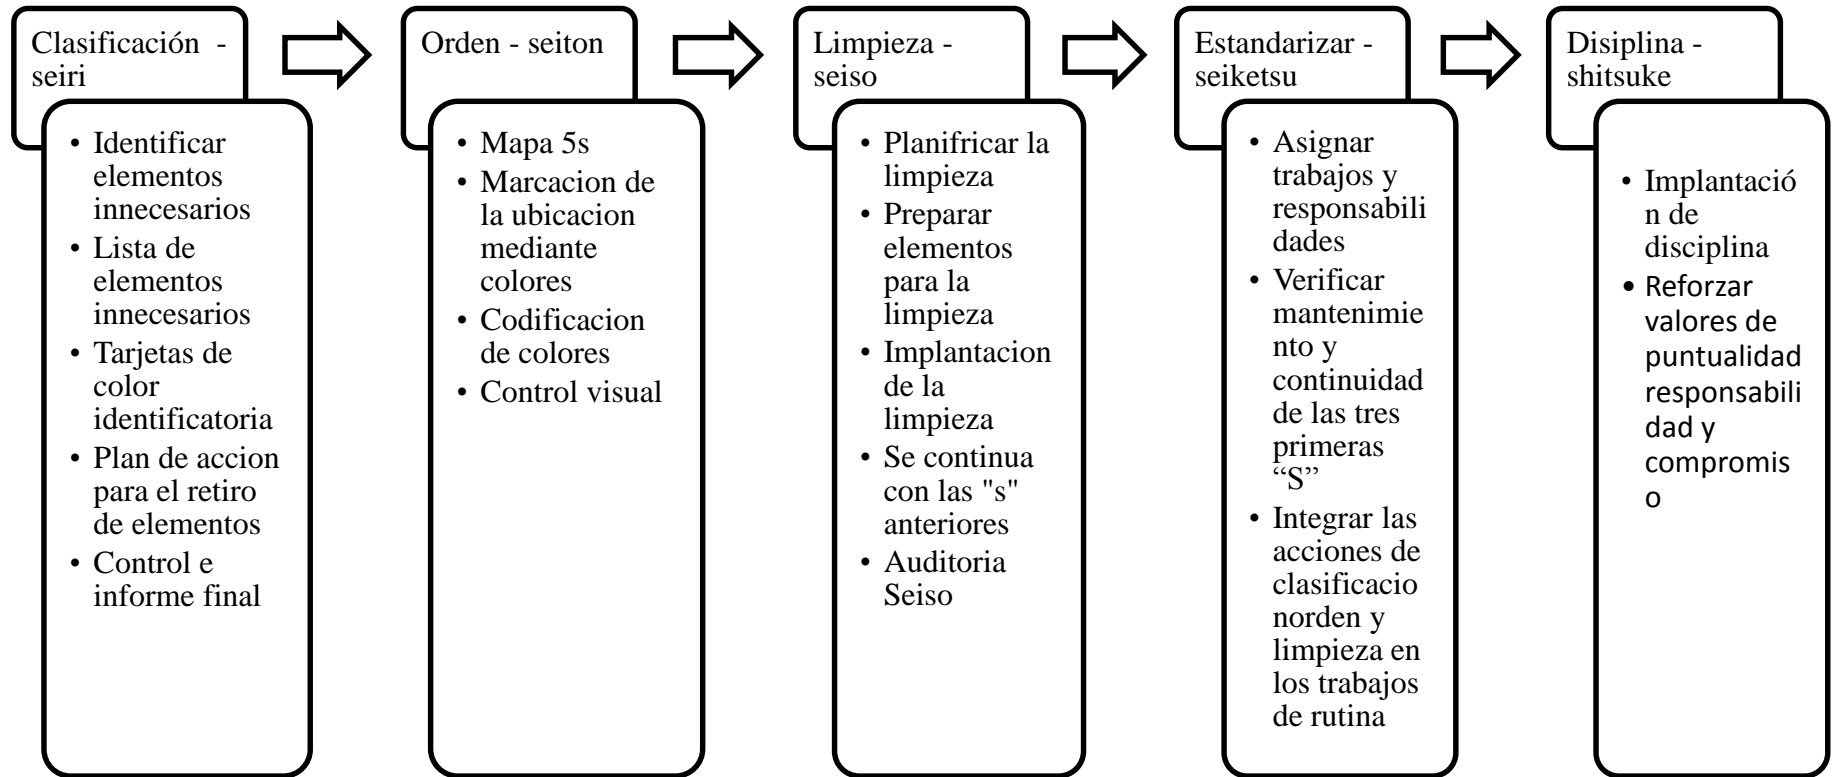 Clasificación -
seiri
• Identificar
elementos
innecesarios
• Lista de
elementos
innecesarios
• Tarjetas de
color
identificatoria
• Plan de accion
para el retiro
de elementos
• Control e
informe final
Orden - seiton
• Mapa 5s
• Marcacion de
la ubicacion
mediante
colores
• Codificacion
de colores
• Control visual
Limpieza -
seiso
• Planifricar la
limpieza
• Preparar
elementos
para la
limpieza
• Implantacion
de la
limpieza
• Se continua
con las "s"
anteriores
• Auditoria
Seiso
Estandarizar -
seiketsu
• Asignar
trabajos y
responsabili
dades
• Verificar
mantenimie
nto y
continuidad
de las tres
primeras
“S”
• Integrar las
acciones de
clasificacio
norden y
limpieza en
los trabajos
de rutina
Disiplina -
shitsuke
• Implantació
n de
disciplina
• Reforzar
valores de
puntualidad
responsabili
dad y
compromis
o